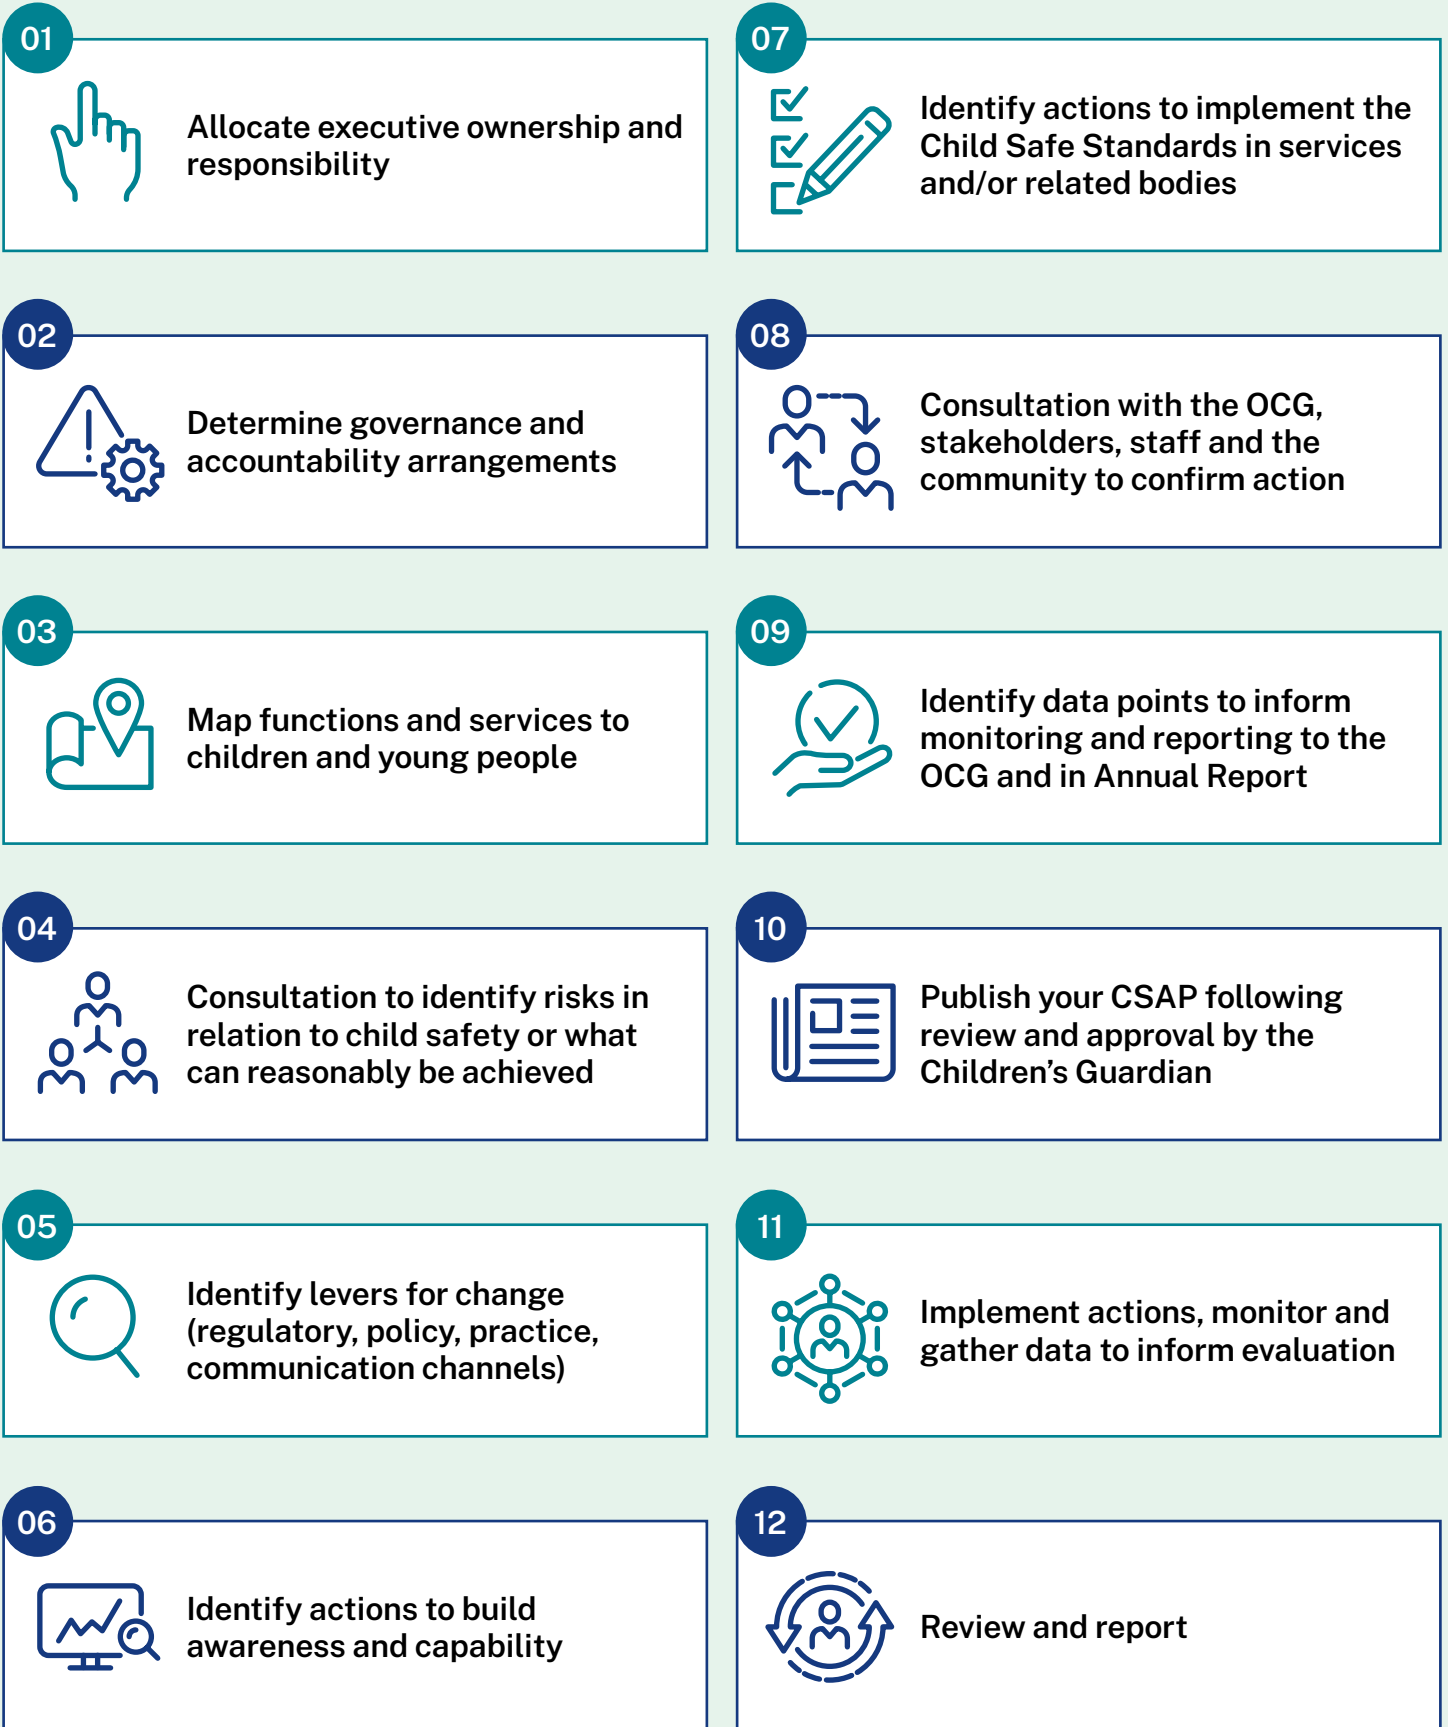 01
Allocate executive ownership and
responsibility
02
Determine governance and
accountability arrangements
03
Map functions and services to
children and young people
04
Consultation to identify risks in
relation to child safety or what
can reasonably be achieved
05
Identify levers for change
(regulatory, policy, practice,
communication channels)
06
Identify actions to build
awareness and capability
07
Identify actions to implement the
Child Safe Standards in services
and/or related bodies
08
Consultation with the OCG,
stakeholders, staff and the
community to confirm action
09
Identify data points to inform
monitoring and reporting to the
OCG and in Annual Report
10
Publish your CSAP following
review and approval by the
Children’s Guardian
11
Implement actions, monitor and
gather data to inform evaluation
12
Review and report